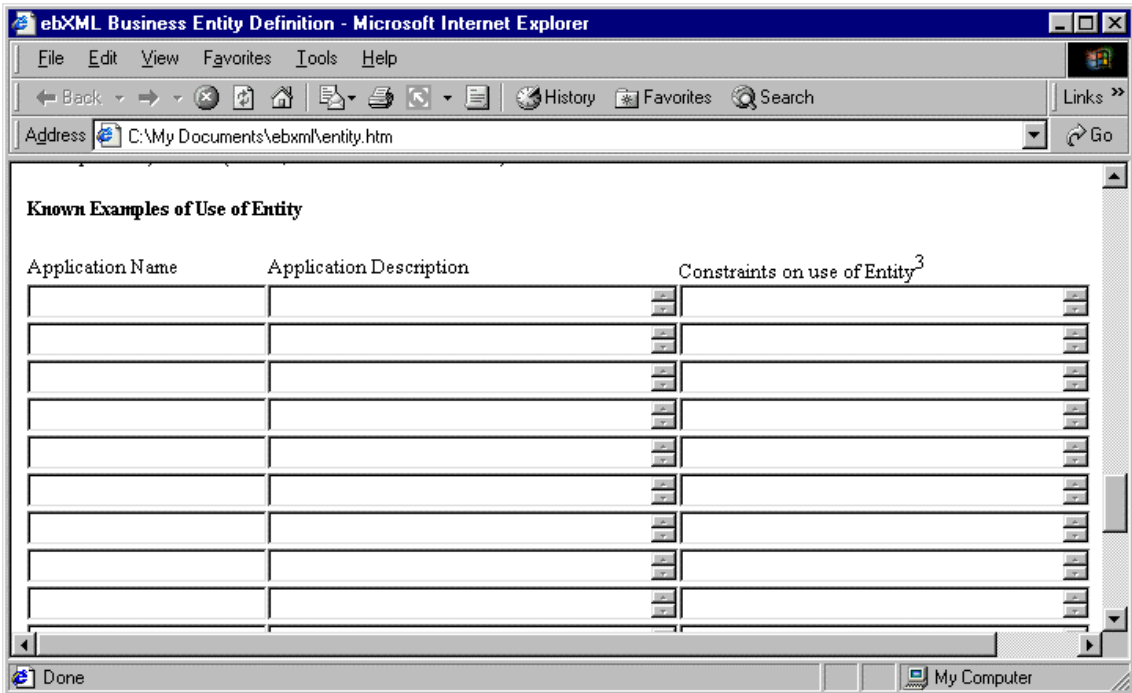 ebXML Business Entity Definition - Microsoft Internet Explorer
File Edit View Favorites Tools Help
Back History Favorites Search Links »
Address C:\My Documents\ebxml\entity.htm Go
Known Examples of Use of Entity
Application Name Application Description Constraints on use of Entity3
Done My Computer